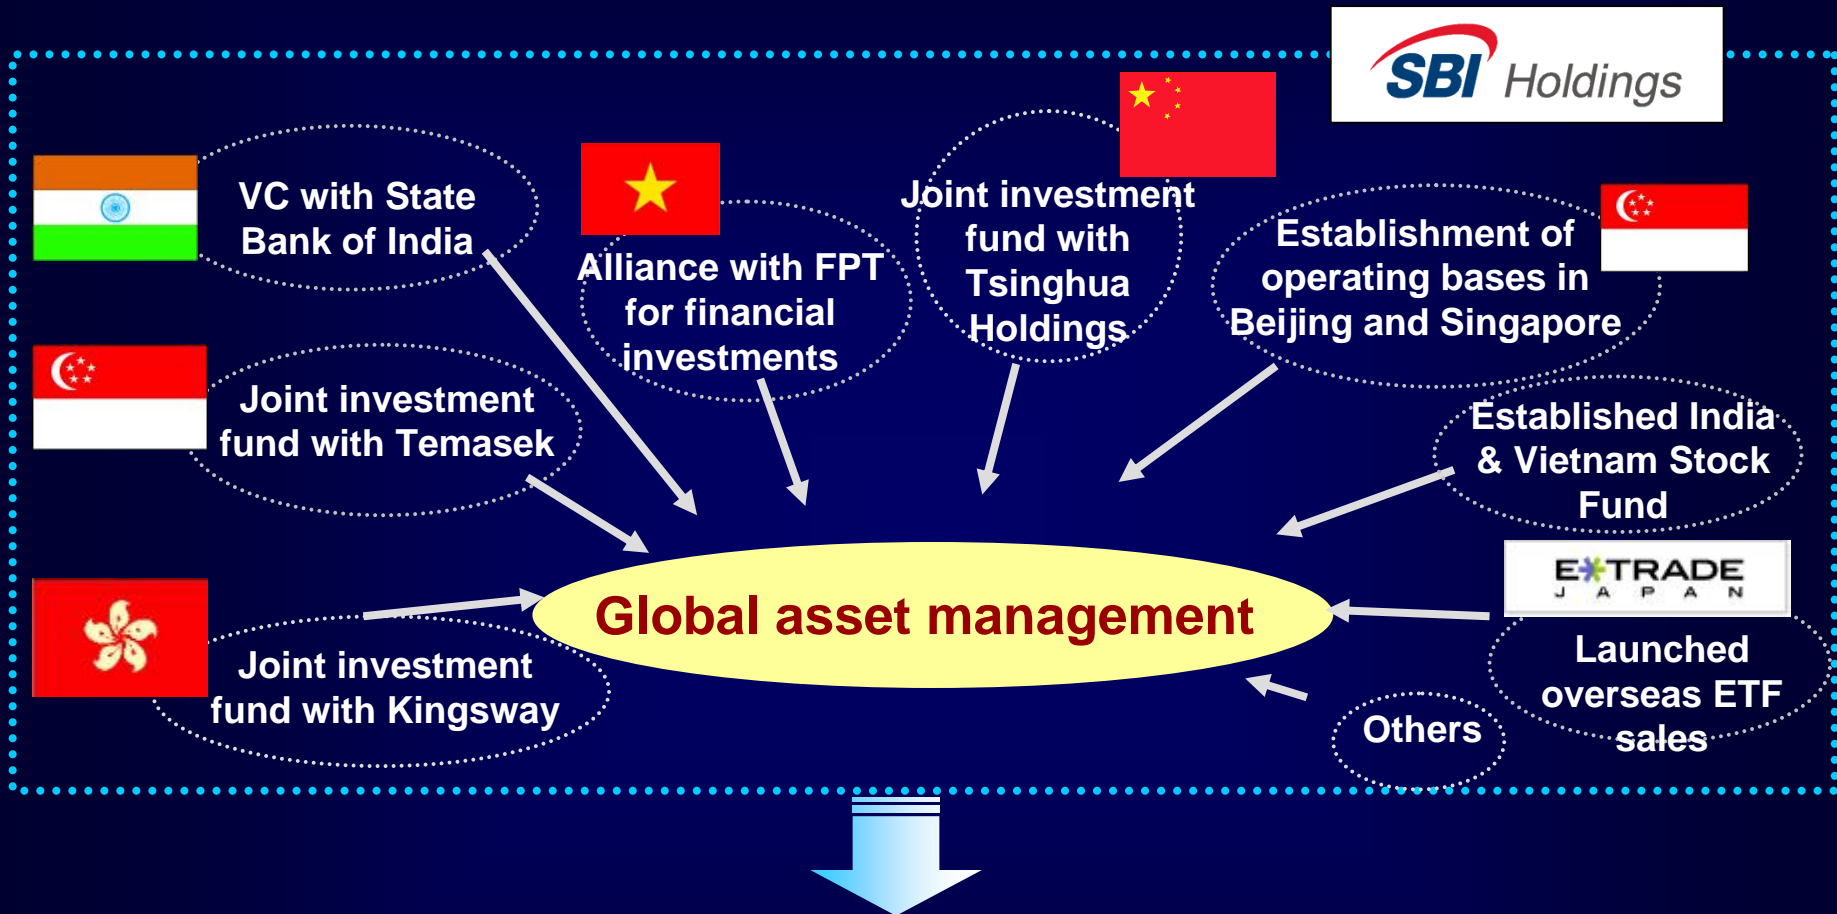 SBI Holdings
VC with State
Bank of India
Alliance with FPT
for financial
investments
Joint investment
fund with
Tsinghua
Holdings
Establishment of
operating bases in
Beijing and Singapore
Joint investment
fund with Temasek
Established India
& Vietnam Stock
Fund
Joint investment
fund with Kingsway
Global asset management
E*TRADE
JAPAN
Launched
overseas ETF
sales
Others